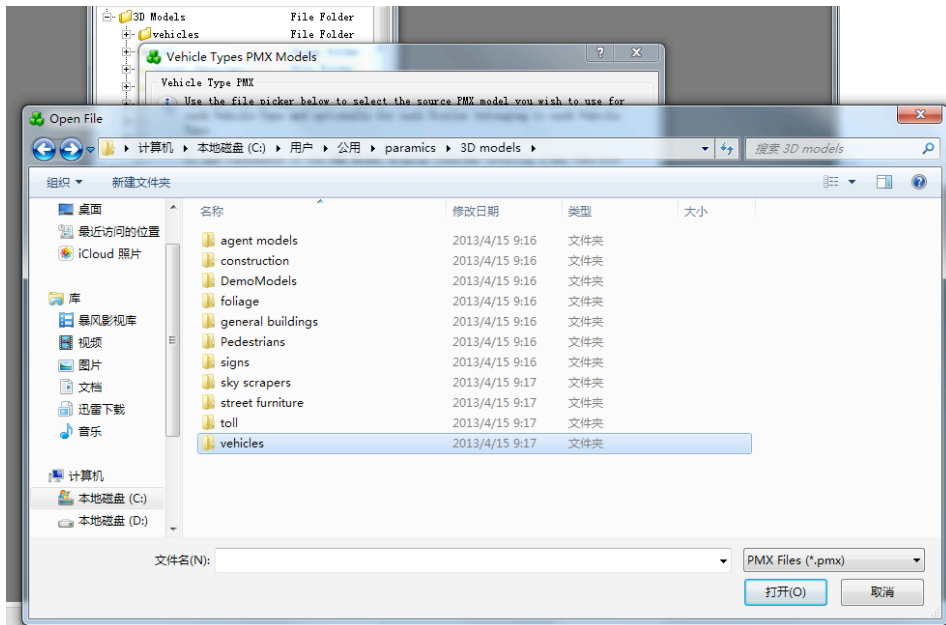 3D Models File Folder
vehicles File Folder
Vehicle Types PMX Models
Vehicle Type PMX
Use the file picker below to select the source PMX model you wish to use for
Open File
计算机 本地磁盘 (C:) 用户 公用 paramics 3D models
搜索 3D models
组织 新建文件夹
名称 修改日期 类型 大小
桌面
最近访问的位置
iCloud 照片
库
暴风影视库
视频
图片
文档
迅雷下载
音乐
计算机
本地磁盘 (C:)
本地磁盘 (D:)
agent models 2013/4/15 9:16 文件夹
construction 2013/4/15 9:16 文件夹
DemoModels 2013/4/15 9:16 文件夹
foliage 2013/4/15 9:16 文件夹
general buildings 2013/4/15 9:16 文件夹
Pedestrians 2013/4/15 9:16 文件夹
signs 2013/4/15 9:16 文件夹
sky scrapers 2013/4/15 9:17 文件夹
street furniture 2013/4/15 9:17 文件夹
toll 2013/4/15 9:17 文件夹
vehicles 2013/4/15 9:17 文件夹
文件名(N): PMX Files (*.pmx)
打开(O) 取消